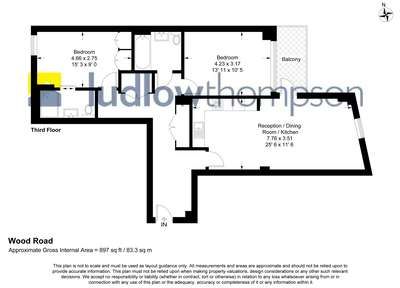 Bedroom
4.66 x 2.75
15' 3 x 9' 0
Bedroom
4.23 x 3.17
13' 11 x 10' 5
Balcony
N
ludlowthompson
Third Floor
Reception / Dining
Room / Kitchen
7.76 x 3.51
25' 6 x 11' 6
IN
Wood Road
Approximate Gross Internal Area = 897 sq ft / 83.3 sq m
This plan is not to scale and must be used as layout guidance only. All measurements and areas are approximate and should not be relied upon to
provide accurate information. This plan must not be relied upon when making property valuations, design considerations or any other such relevant
decisions. We accept no responsibility or liability (whether in contract, tort or otherwise) in relation to any loss whatsoever arising from or in
connection with any use of this plan or the adequacy, accuracy or completeness of it or any information within it.